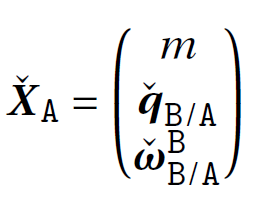 X̌_A = ( m
q̌_B/A
ω̌^B_B/A )